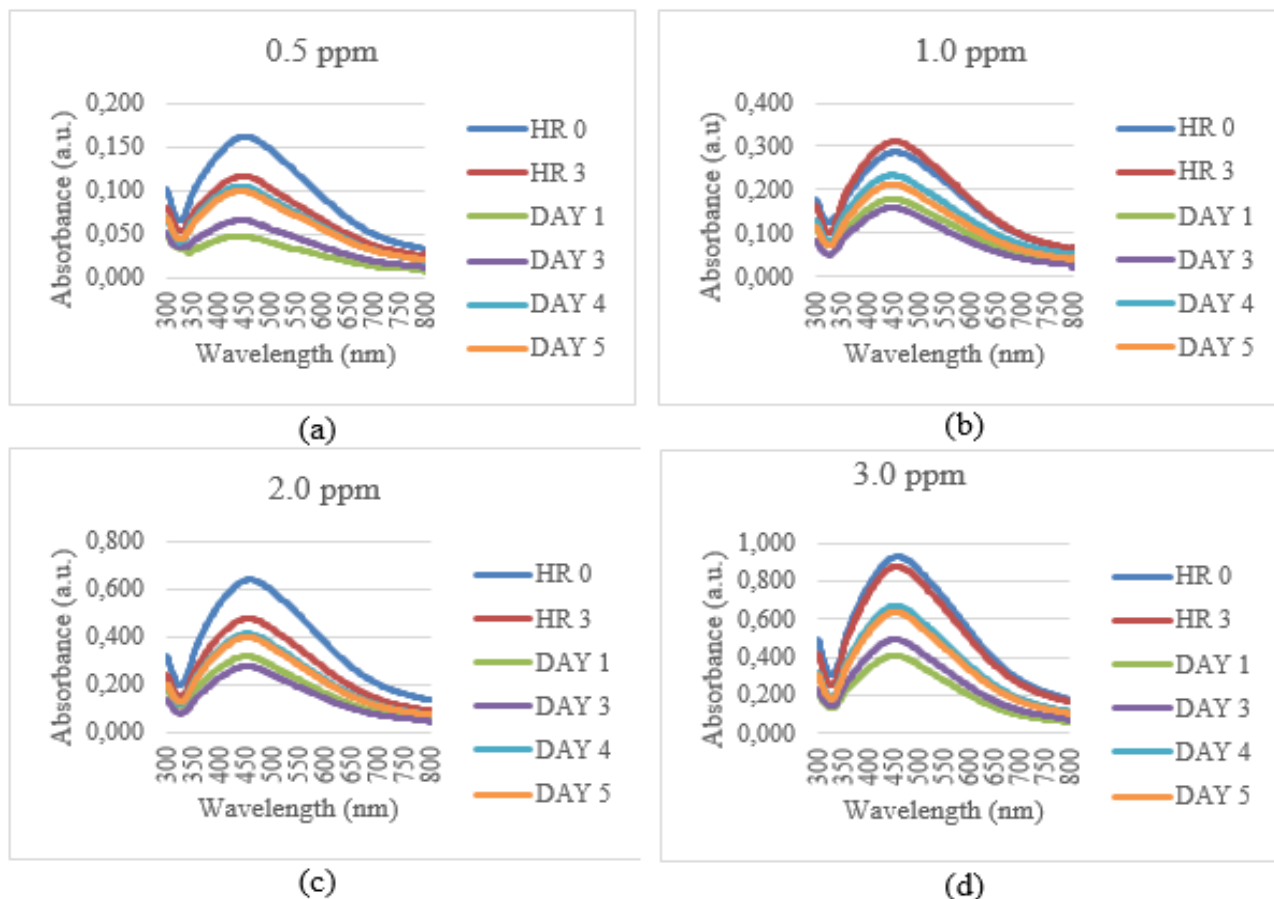 0.5 ppm
Absorbance (a.u.)
0,200
0,150
0,100
0,050
0,000
300 350 400 450 500 550 600 650 700 750 800
Wavelength (nm)
HR 0
HR 3
DAY 1
DAY 3
DAY 4
DAY 5
(a)
1.0 ppm
Absorbance (a.u)
0,400
0,300
0,200
0,100
0,000
300 350 400 450 500 550 600 650 700 750 800
Wavelength (nm)
HR 0
HR 3
DAY 1
DAY 3
DAY 4
DAY 5
(b)
2.0 ppm
Absorbance (a.u.)
0,800
0,600
0,400
0,200
0,000
300 350 400 450 500 550 600 650 700 750 800
Wavelength (nm)
HR 0
HR 3
DAY 1
DAY 3
DAY 4
DAY 5
(c)
3.0 ppm
Absorbance (a.u.)
1,000
0,800
0,600
0,400
0,200
0,000
300 350 400 450 500 550 600 650 700 750 800
Wavelength (nm)
HR 0
HR 3
DAY 1
DAY 3
DAY 4
DAY 5
(d)